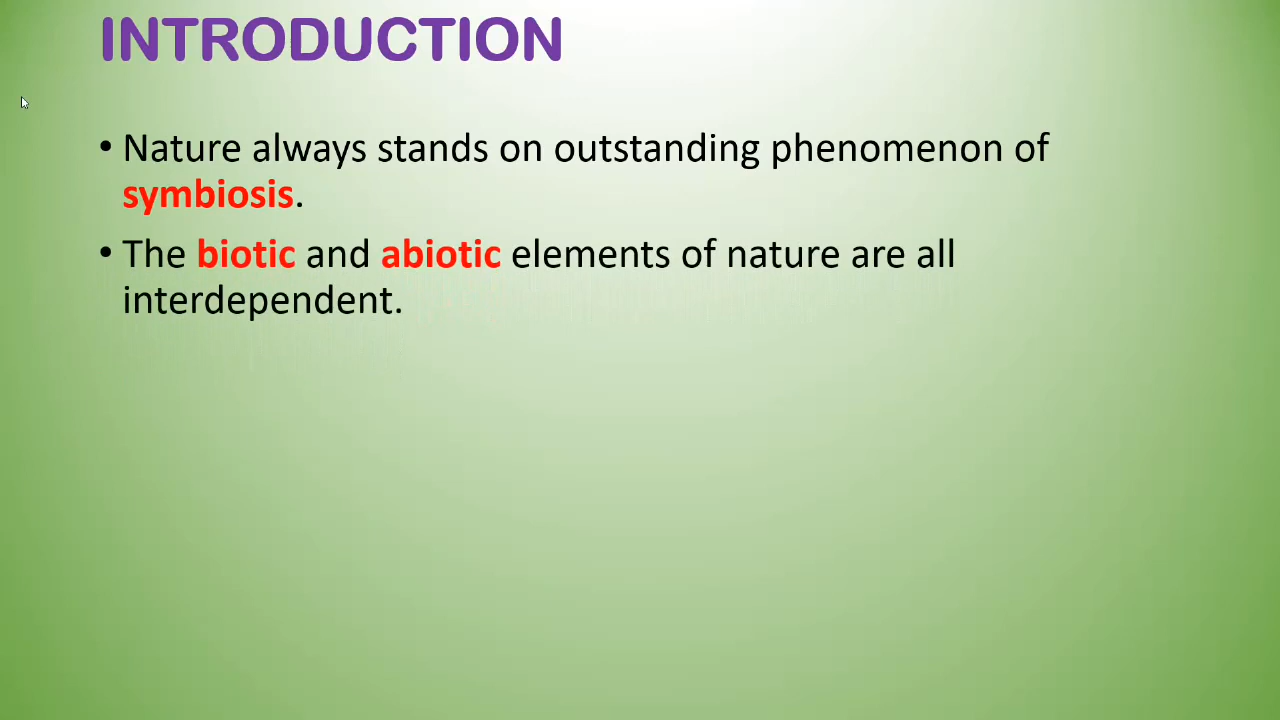 INTRODUCTION
• Nature always stands on outstanding phenomenon of
symbiosis.
• The biotic and abiotic elements of nature are all
interdependent.